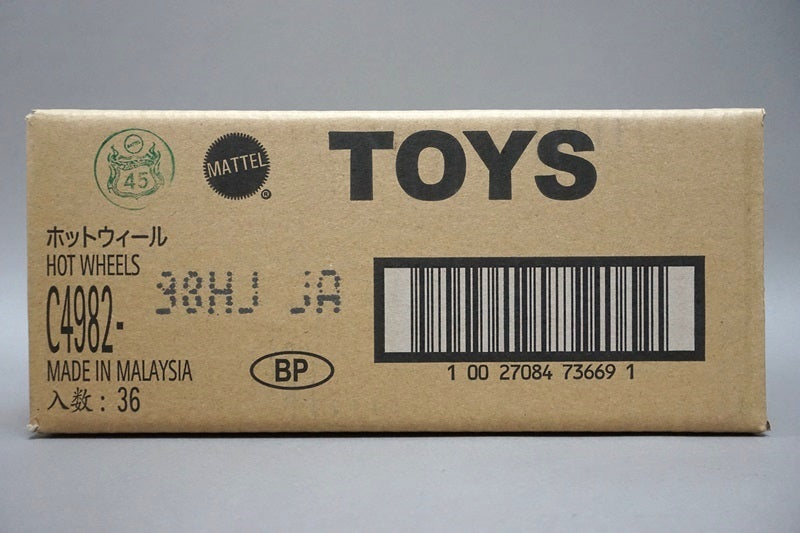 45
MATTEL
®
TOYS
ホットウィール
HOT WHEELS
C4982-
38HJ JA
MADE IN MALAYSIA
入数: 36
BP
1 00 27084 73669 1